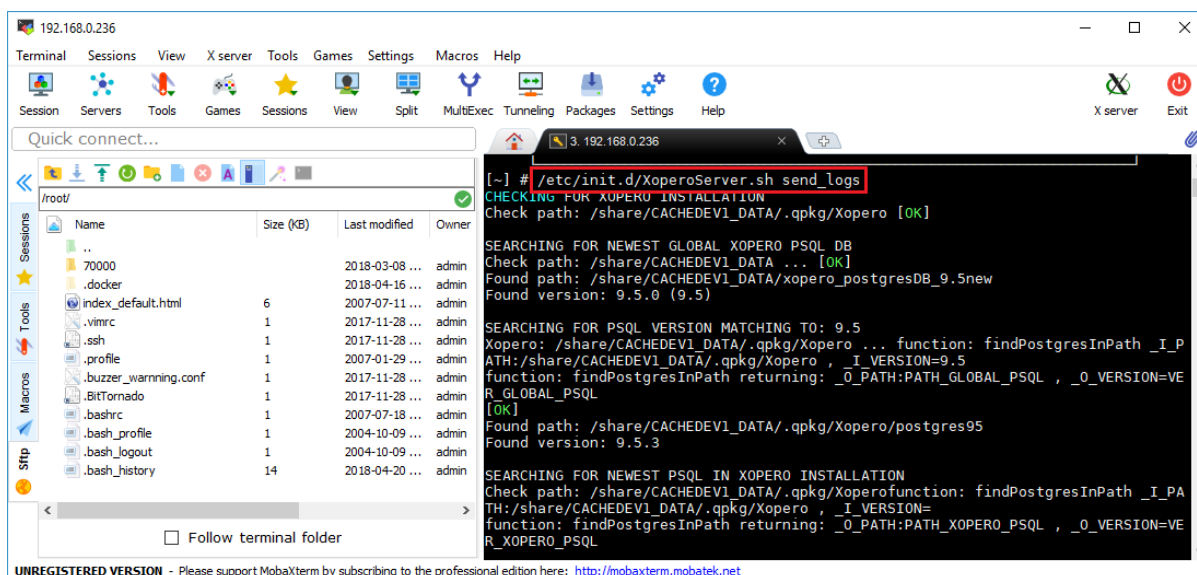 192.168.0.236
Terminal Sessions View X server Tools Games Settings Macros Help
Session Servers Tools Games Sessions View Split MultiExec Tunneling Packages Settings Help X server Exit
Quick connect...
3. 192.168.0.236
/root/
Name Size (KB) Last modified Owner
..
70000 2018-03-08 ... admin
.docker 2018-04-16 ... admin
index_default.html 6 2007-07-11 ... admin
.vimrc 1 2017-11-28 ... admin
.ssh 1 2017-11-28 ... admin
.profile 1 2007-01-29 ... admin
.buzzer_warnning.conf 1 2017-11-28 ... admin
.BitTornado 1 2017-11-28 ... admin
.bashrc 1 2007-07-18 ... admin
.bash_profile 1 2004-10-09 ... admin
.bash_logout 1 2004-10-09 ... admin
.bash_history 14 2018-04-20 ... admin
Sessions
Tools
Macros
Sftp
Follow terminal folder
[~] # /etc/init.d/XoperoServer.sh send_logs
CHECKING FOR XOPERO INSTALLATION
Check path: /share/CACHEDEV1_DATA/.qpkg/Xopero [OK]
SEARCHING FOR NEWEST GLOBAL XOPERO PSQL DB
Check path: /share/CACHEDEV1_DATA ... [OK]
Found path: /share/CACHEDEV1_DATA/xopero_postgresDB_9.5new
Found version: 9.5.0 (9.5)
SEARCHING FOR PSQL VERSION MATCHING TO: 9.5
Xopero: /share/CACHEDEV1_DATA/.qpkg/Xopero ... function: findPostgresInPath _I_P
ATH:/share/CACHEDEV1_DATA/.qpkg/Xopero , _I_VERSION=9.5
function: findPostgresInPath returning: _O_PATH:PATH_GLOBAL_PSQL , _O_VERSION=VE
R_GLOBAL_PSQL
[OK]
Found path: /share/CACHEDEV1_DATA/.qpkg/Xopero/postgres95
Found version: 9.5.3
SEARCHING FOR NEWEST PSQL IN XOPERO INSTALLATION
Check path: /share/CACHEDEV1_DATA/.qpkg/Xoperofunction: findPostgresInPath _I_PA
TH:/share/CACHEDEV1_DATA/.qpkg/Xopero , _I_VERSION=
function: findPostgresInPath returning: _O_PATH:PATH_XOPERO_PSQL , _O_VERSION=VE
R_XOPERO_PSQL
UNREGISTERED VERSION - Please support MobaXterm by subscribing to the professional edition here: http://mobaxterm.mobatek.net